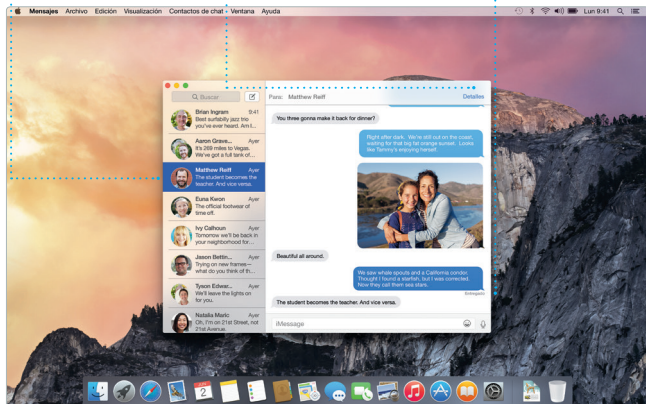 Mensajes Archivo Edición Visualización Contactos de chat Ventana Ayuda
Lun 9:41
Buscar
Para: Matthew Reiff
Detalles
Brian Ingram 9:41
Best surfabilly jazz trio
you've ever heard. Am I...
Aaron Grave... Ayer
It's 269 miles to Vegas.
We've got a full tank of...
Matthew Reiff Ayer
The student becomes the
teacher. And vice versa.
Euna Kwon Ayer
The official footwear of
time off.
Ivy Calhoun Ayer
Tomorrow we'll be back in
your neighborhood for...
Jason Bettin... Ayer
Trying on new frames—
what do you think of th...
Tyson Edwar... Ayer
We'll leave the lights on
for you.
Natalia Maric Ayer
Oh, I'm on 21st Street, not
21st Avenue.
You three gonna make it back for dinner?
Right after dark. We're still out on the coast,
waiting for that big fat orange sunset. Looks
like Tammy's enjoying herself.
Beautiful all around.
We saw whale spouts and a California condor.
Thought I found a starfish, but I was corrected.
Now they call them sea stars.
Entregado
The student becomes the teacher. And vice versa.
iMessage
2